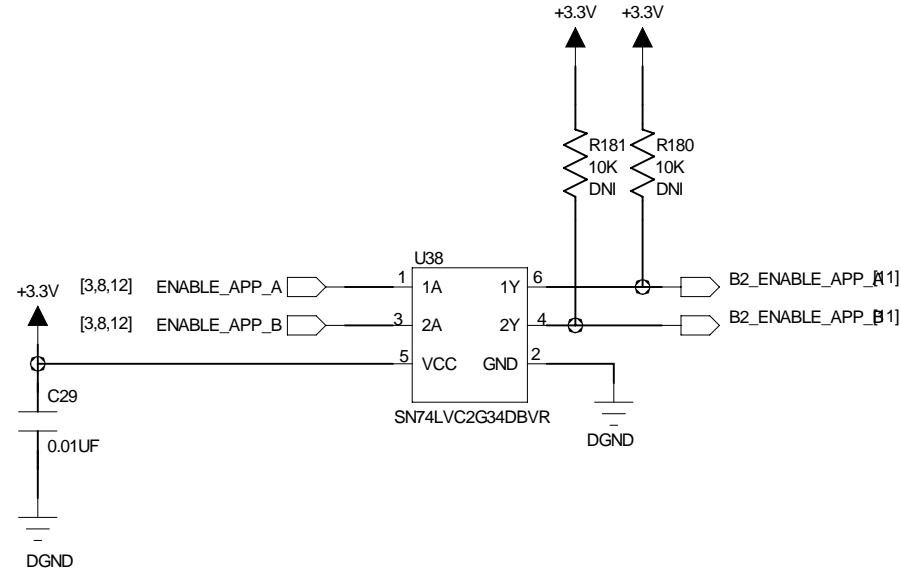 +3.3V +3.3V
R181 R180
10K 10K
DNI DNI
U38
[3,8,12] ENABLE_APP_A 1 1A 1Y 6 B2_ENABLE_APP_A[11]
+3.3V
[3,8,12] ENABLE_APP_B 3 2A 2Y 4 B2_ENABLE_APP_B[11]
5 VCC GND 2
C29
SN74LVC2G34DBVR
0.01UF
DGND
DGND